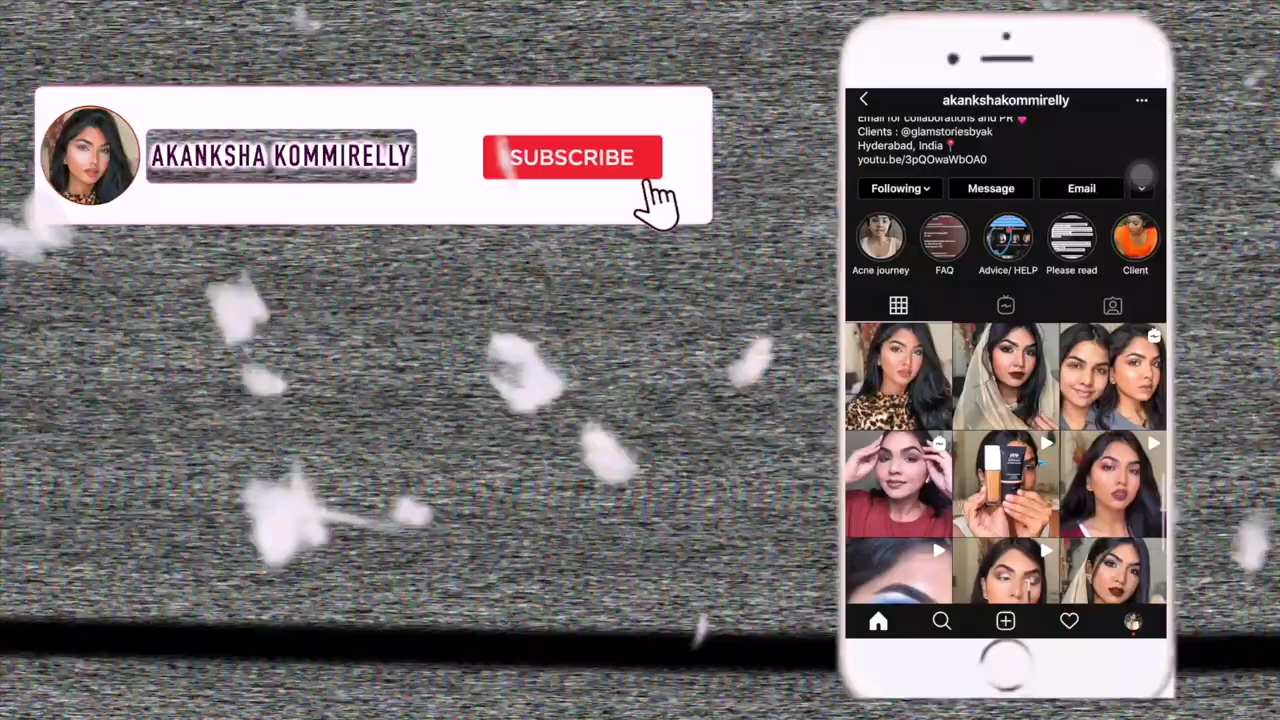 AKANKSHA KOMMIRELLY
SUBSCRIBE
akankshakommirelly
Email for collaborations and PR
Clients : @glamstoriesbyak
Hyderabad, India
youtu.be/3pQOwaWbOA0
Following
Message
Email
Acne journey
FAQ
Advice/ HELP
Please read
Client